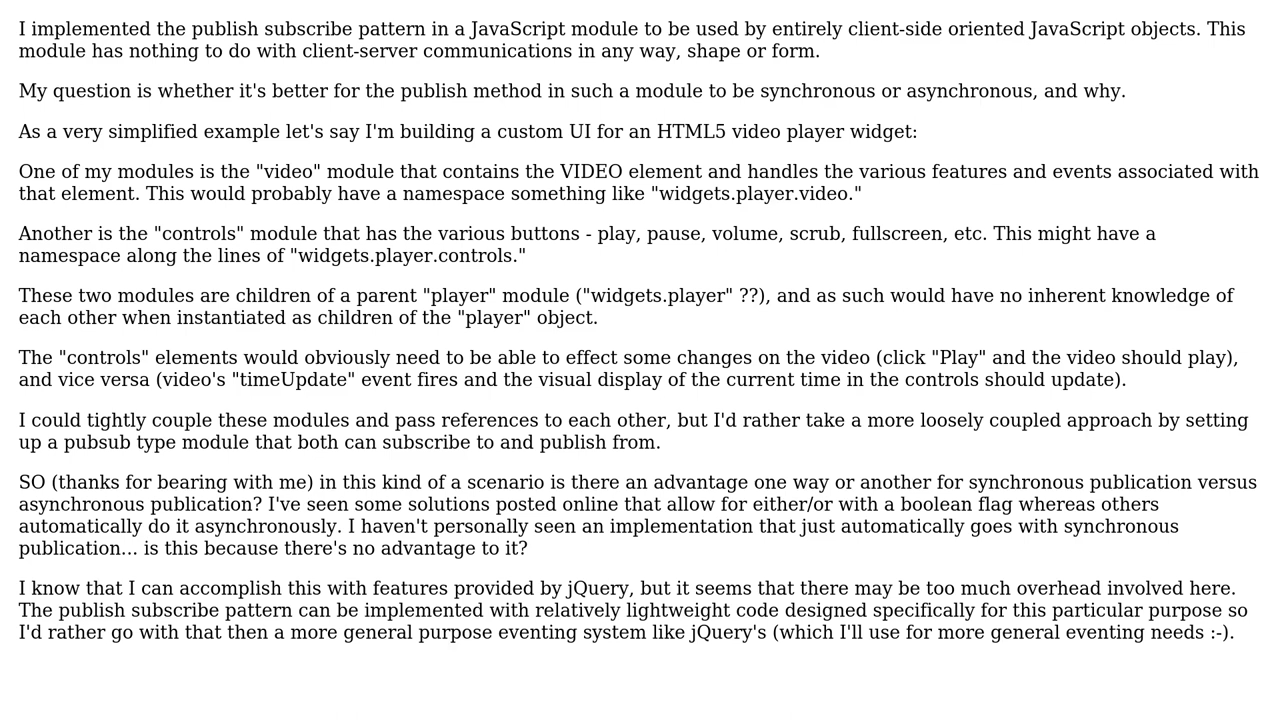 I implemented the publish subscribe pattern in a JavaScript module to be used by entirely client-side oriented JavaScript objects. This
module has nothing to do with client-server communications in any way, shape or form.
My question is whether it's better for the publish method in such a module to be synchronous or asynchronous, and why.
As a very simplified example let's say I'm building a custom UI for an HTML5 video player widget:
One of my modules is the "video" module that contains the VIDEO element and handles the various features and events associated with
that element. This would probably have a namespace something like "widgets.player.video."
Another is the "controls" module that has the various buttons - play, pause, volume, scrub, fullscreen, etc. This might have a
namespace along the lines of "widgets.player.controls."
These two modules are children of a parent "player" module ("widgets.player" ??), and as such would have no inherent knowledge of
each other when instantiated as children of the "player" object.
The "controls" elements would obviously need to be able to effect some changes on the video (click "Play" and the video should play),
and vice versa (video's "timeUpdate" event fires and the visual display of the current time in the controls should update).
I could tightly couple these modules and pass references to each other, but I'd rather take a more loosely coupled approach by setting
up a pubsub type module that both can subscribe to and publish from.
SO (thanks for bearing with me) in this kind of a scenario is there an advantage one way or another for synchronous publication versus
asynchronous publication? I've seen some solutions posted online that allow for either/or with a boolean flag whereas others
automatically do it asynchronously. I haven't personally seen an implementation that just automatically goes with synchronous
publication... is this because there's no advantage to it?
I know that I can accomplish this with features provided by jQuery, but it seems that there may be too much overhead involved here.
The publish subscribe pattern can be implemented with relatively lightweight code designed specifically for this particular purpose so
I'd rather go with that then a more general purpose eventing system like jQuery's (which I'll use for more general eventing needs :-).